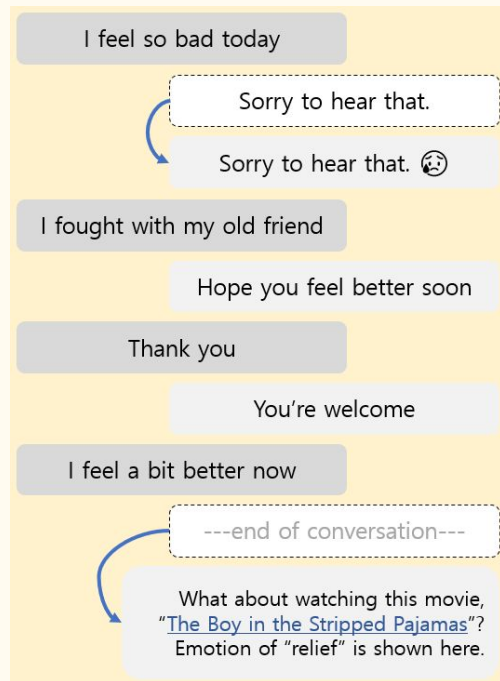 I feel so bad today
Sorry to hear that.
Sorry to hear that. 😥
I fought with my old friend
Hope you feel better soon
Thank you
You're welcome
I feel a bit better now
---end of conversation---
What about watching this movie,
“The Boy in the Stripped Pajamas”?
Emotion of “relief” is shown here.